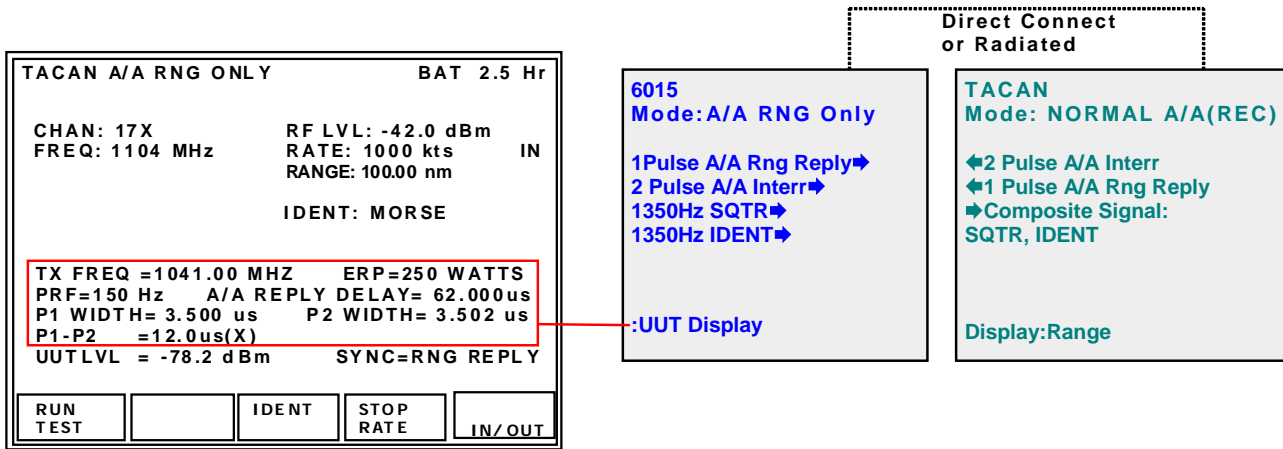 Direct Connect
or Radiated
TACAN A/A RNG ONLY BAT 2.5 Hr
CHAN: 17X RF LVL: -42.0 dBm
FREQ: 1104 MHz RATE: 1000 kts IN
RANGE: 100.00 nm
IDENT: MORSE
TX FREQ =1041.00 MHZ ERP=250 WATTS
PRF=150 Hz A/A REPLY DELAY= 62.000us
P1 WIDTH= 3.500 us P2 WIDTH= 3.502 us
P1-P2 =12.0us(X)
UUT LVL = -78.2 dBm SYNC=RNG REPLY
RUN
TEST
IDENT
STOP
RATE
IN/OUT
6015
Mode:A/A RNG Only
1Pulse A/A Rng Reply➡
2 Pulse A/A Interr➡
1350Hz SQTR➡
1350Hz IDENT➡
:UUT Display
TACAN
Mode: NORMAL A/A(REC)
⬅2 Pulse A/A Interr
⬅1 Pulse A/A Rng Reply
➡Composite Signal:
SQTR, IDENT
Display:Range